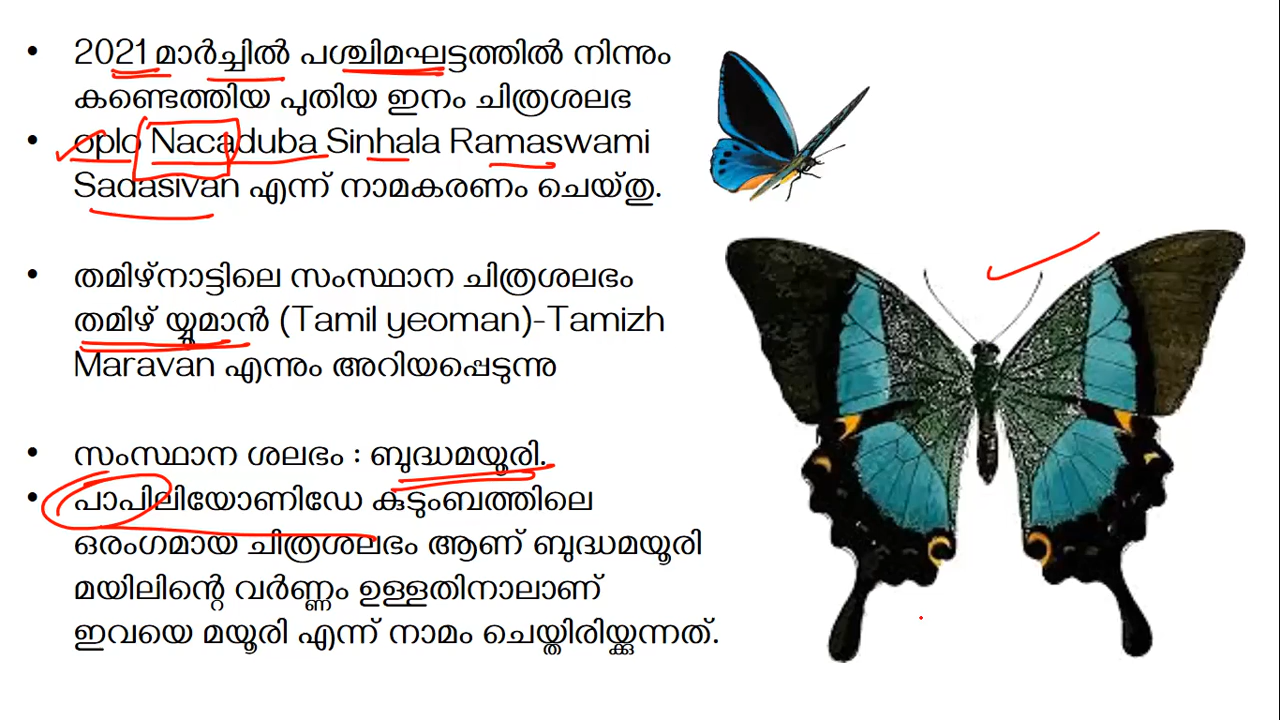 2021 മാർച്ചിൽ പശ്ചിമഘട്ടത്തിൽ നിന്നും
കണ്ടെത്തിയ പുതിയ ഇനം ചിത്രശലഭ
oplo Nacaduba Sinhala Ramaswami
Sadasivan എന്ന് നാമകരണം ചെയ്തു.
തമിഴ്നാട്ടിലെ സംസ്ഥാന ചിത്രശലഭം
തമിഴ് യ്യൂമാൻ (Tamil yeoman)-Tamizh
Maravan എന്നും അറിയപ്പെടുന്നു
സംസ്ഥാന ശലഭം : ബുദ്ധമയൂരി.
പാപിലിയോണിഡേ കുടുംബത്തിലെ
ഒരംഗമായ ചിത്രശലഭം ആണ് ബുദ്ധമയൂരി
മയിലിന്റെ വർണ്ണം ഉള്ളതിനാലാണ്
ഇവയെ മയൂരി എന്ന് നാമം ചെയ്തിരിയ്ക്കുന്നത്.